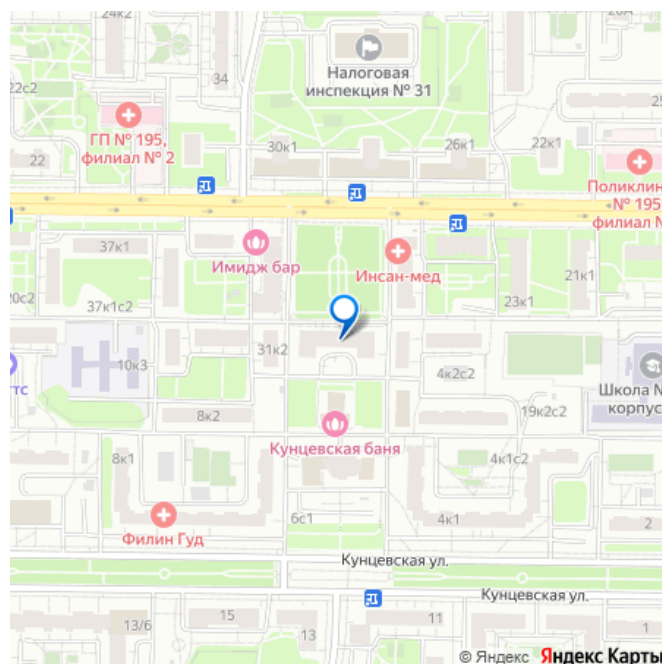 22с2
34
Налоговая
инспекция № 31
ГП № 195,
филиал № 2
22
30к1
26к1
22к1
Поликлин
№ 195
филиал №
37к1
Имидж бар
Инсан-мед
21к1
20с2
37к1с2
23к1
31к2
10к3
4к2с2
ттс
Школа №
корпус
8к2
19к2с2
Кунцевская баня
8к1
4к1с2
6с1
4к1
2
Филин Гуд
Кунцевская ул.
Кунцевская ул.
15
11
13/6
13
© Яндекс Яндекс Карты